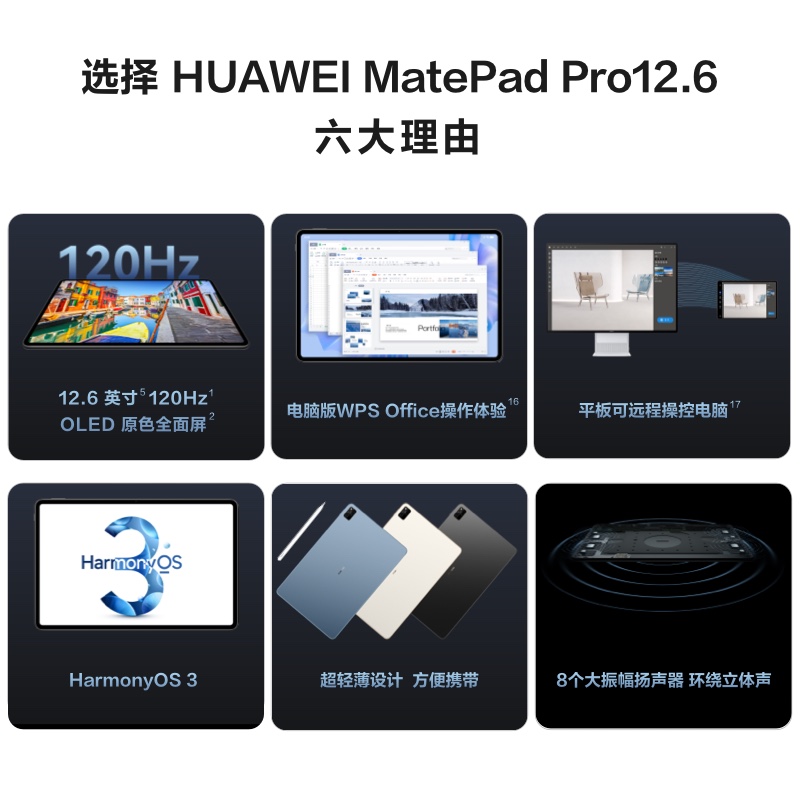 选择 HUAWEI MatePad Pro12.6
六大理由
120Hz
12.6 英寸5 120Hz1
OLED 原色全面屏2
Portfo
电脑版WPS Office操作体验16
平板可远程操控电脑17
3
HarmonyOS
HarmonyOS 3
超轻薄设计 方便携带
8个大振幅扬声器 环绕立体声